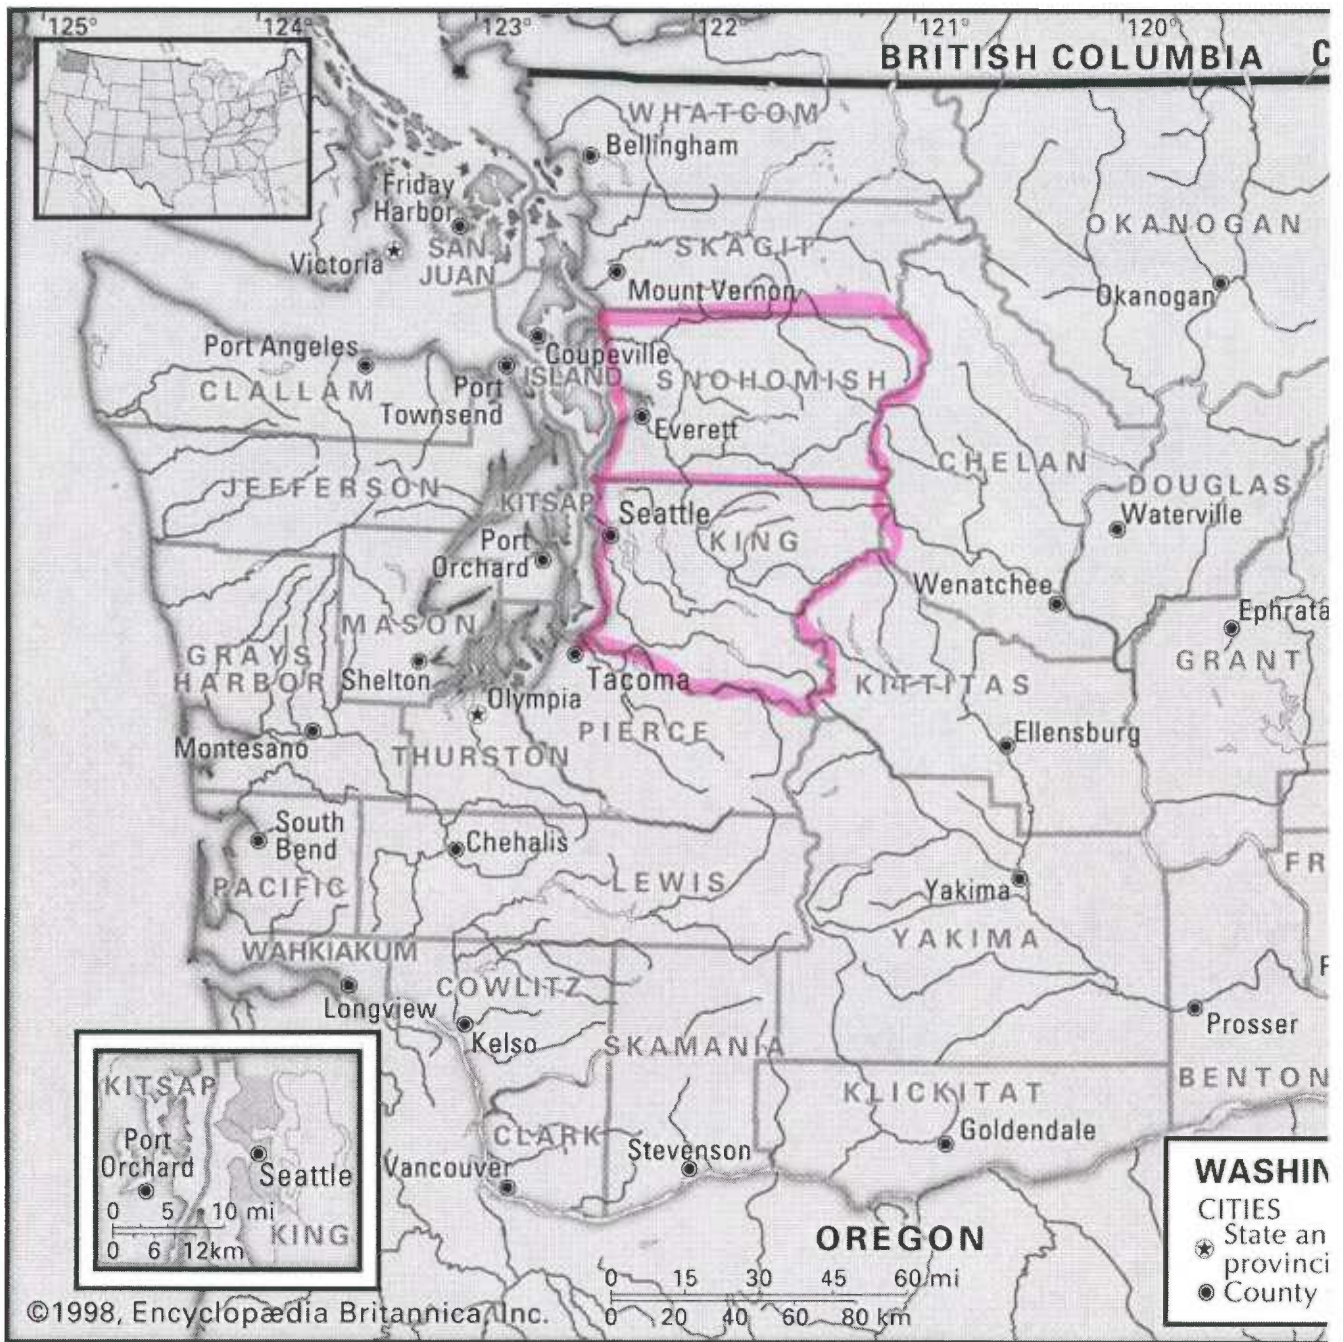 125°
124°
123°
122°
121°
120°
BRITISH COLUMBIA
C
WHATCOM
Bellingham
Friday
Harbor
SAN
JUAN
Victoria
SKAGIT
Mount Vernon
OKANOGAN
Okanogan
Port Angeles
CLALLAM
Port
Townsend
Coupeville
ISLAND
SNOHOMISH
Everett
CHELAN
DOUGLAS
Waterville
JEFFERSON
KITSAP
Seattle
KING
Port
Orchard
Wenatchee
Ephrata
GRANT
MASON
GRAYS
HARBOR
Shelton
Olympia
Tacoma
KITTITAS
Montesano
THURSTON
PIERCE
Ellensburg
South
Bend
PACIFIC
Chehalis
LEWIS
Yakima
YAKIMA
FR
WAHKIAKUM
Longview
COWLITZ
Kelso
SKAMANIA
F
Prosser
BENTON
KLICKITAT
Goldendale
CLARK
Vancouver
Stevenson
KITSAP
Port
Orchard
Seattle
0 5 10 mi
0 6 12km
KING
OREGON
0 15 30 45 60 mi
0 20 40 60 80 km
WASHIN
CITIES
State an
provinci
County
©1998, Encyclopædia Britannica, Inc.